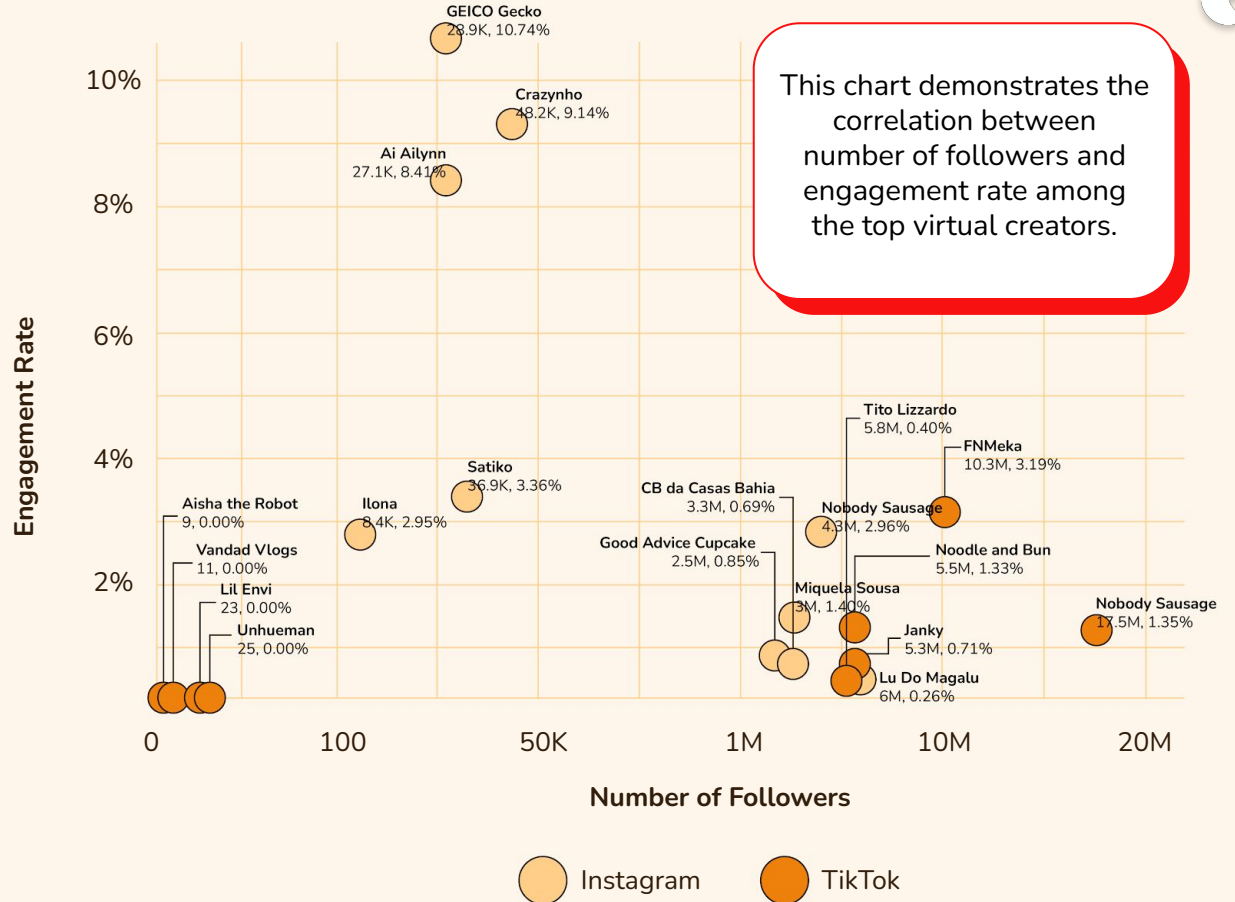 GEICO Gecko
28.9K, 10.74%
Crazynho
48.2K, 9.14%
Ai Ailynn
27.1K, 8.41%
This chart demonstrates the
correlation between
number of followers and
engagement rate among
the top virtual creators.
10%
8%
6%
4%
2%
Engagement Rate
Tito Lizzardo
5.8M, 0.40%
FNMeka
10.3M, 3.19%
Satiko
36.9K, 3.36%
Ilona
8.4K, 2.95%
CB da Casas Bahia
3.3M, 0.69%
Nobody Sausage
4.3M, 2.96%
Aisha the Robot
9, 0.00%
Vandad Vlogs
11, 0.00%
Lil Envi
23, 0.00%
Unhueman
25, 0.00%
Good Advice Cupcake
2.5M, 0.85%
Noodle and Bun
5.5M, 1.33%
Miquela Sousa
3M, 1.40%
Nobody Sausage
17.5M, 1.35%
Janky
5.3M, 0.71%
Lu Do Magalu
6M, 0.26%
0
100
50K
1M
10M
20M
Number of Followers
Instagram
TikTok